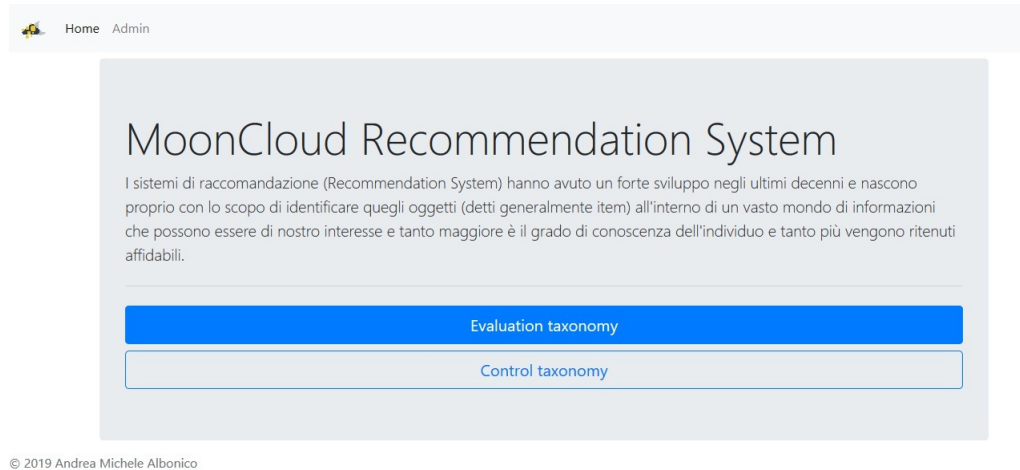 Home Admin
MoonCloud Recommendation System
I sistemi di raccomandazione (Recommendation System) hanno avuto un forte sviluppo negli ultimi decenni e nascono
proprio con lo scopo di identificare quegli oggetti (detti generalmente item) all'interno di un vasto mondo di informazioni
che possono essere di nostro interesse e tanto maggiore è il grado di conoscenza dell'individuo e tanto più vengono ritenuti
affidabili.
Evaluation taxonomy
Control taxonomy
© 2019 Andrea Michele Albonico